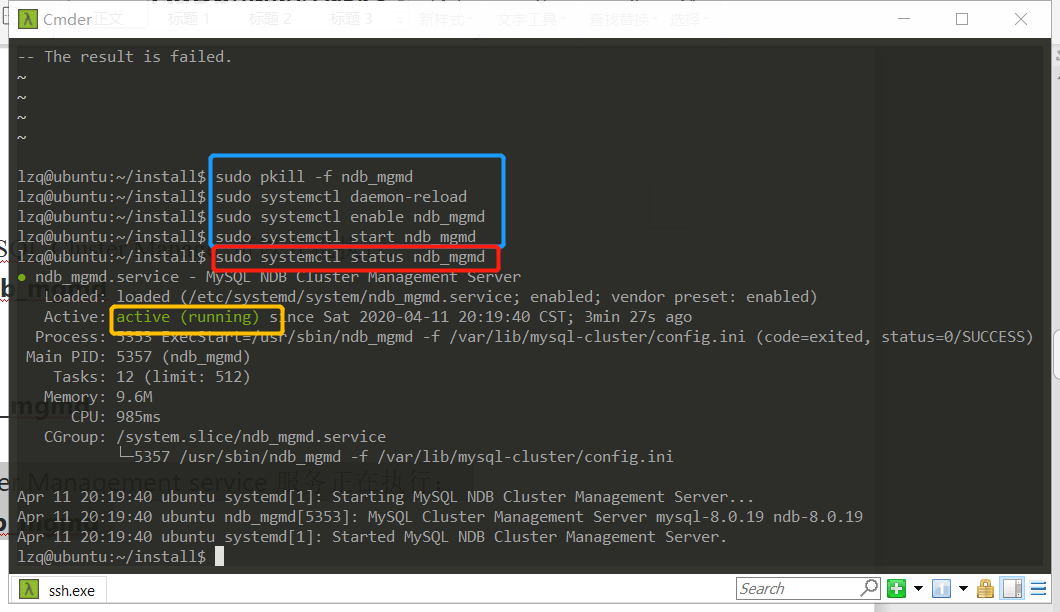 Cmder
正文
标题 1
标题 2
标题 3
新样式
文字工具
查找替换
选择
-- The result is failed.
~
~
~
~
lzq@ubuntu:~/install$ sudo pkill -f ndb_mgmd
lzq@ubuntu:~/install$ sudo systemctl daemon-reload
lzq@ubuntu:~/install$ sudo systemctl enable ndb_mgmd
lzq@ubuntu:~/install$ sudo systemctl start ndb_mgmd
lzq@ubuntu:~/install$ sudo systemctl status ndb_mgmd
● ndb_mgmd.service - MySQL NDB Cluster Management Server
Loaded: loaded (/etc/systemd/system/ndb_mgmd.service; enabled; vendor preset: enabled)
Active: active (running) since Sat 2020-04-11 20:19:40 CST; 3min 27s ago
Process: 5353 ExecStart=/usr/sbin/ndb_mgmd -f /var/lib/mysql-cluster/config.ini (code=exited, status=0/SUCCESS)
Main PID: 5357 (ndb_mgmd)
Tasks: 12 (limit: 512)
Memory: 9.6M
CPU: 985ms
CGroup: /system.slice/ndb_mgmd.service
└─5357 /usr/sbin/ndb_mgmd -f /var/lib/mysql-cluster/config.ini
er Management service 服务正在执行：
Apr 11 20:19:40 ubuntu systemd[1]: Starting MySQL NDB Cluster Management Server...
Apr 11 20:19:40 ubuntu ndb_mgmd[5353]: MySQL Cluster Management Server mysql-8.0.19 ndb-8.0.19
Apr 11 20:19:40 ubuntu systemd[1]: Started MySQL NDB Cluster Management Server.
lzq@ubuntu:~/install$
ssh.exe
Search